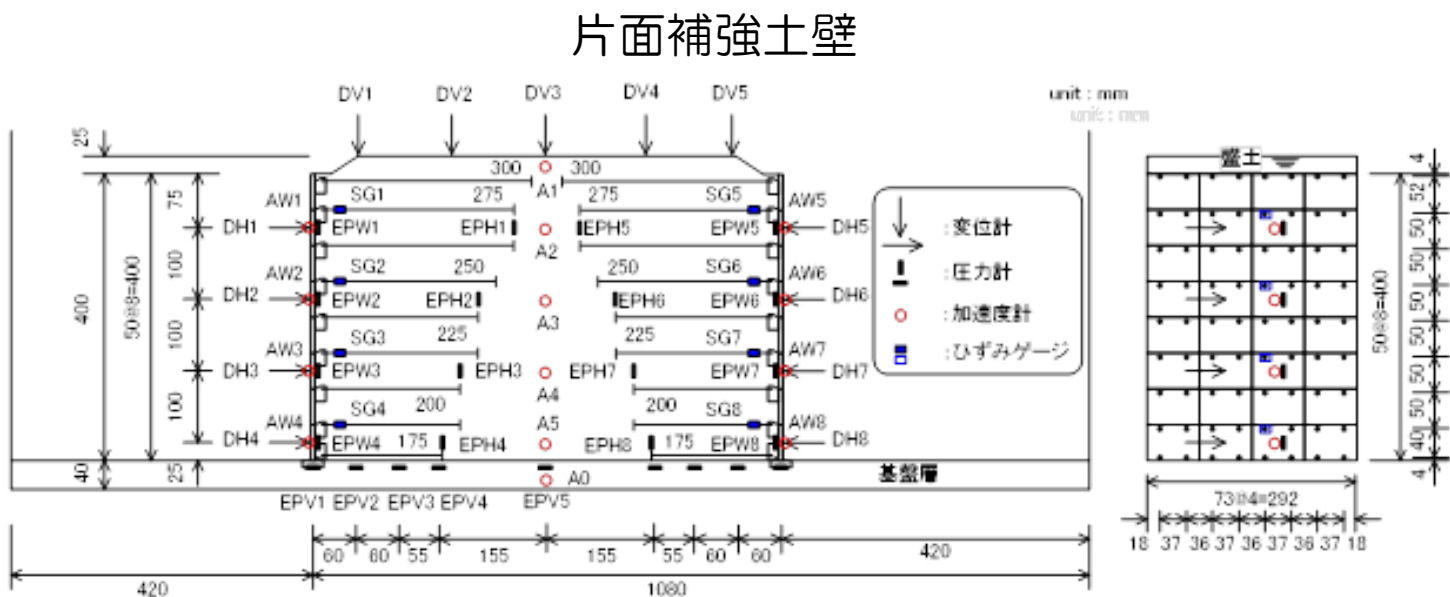 片面補強土壁
DV1 DV2 DV3 DV4 DV5
unit : mm
unit : mm
25
300 300
A1
盛土
4
AW1 SG1 275 275 SG5 AW5
75
52
DH1 EPW1 EPH1 EPH5 EPW5 DH5
A2
: 変位計
50
AW2 SG2 250 250 SG6 AW6
100
: 圧力計
50
DH2 EPW2 EPH2 EPH6 EPW6 DH6
400
50@8=400
A3
: 加速度計
50
50@8=400
AW3 SG3 225 225 SG7 AW7
100
: ひずみゲージ
50
DH3 EPW3 EPH3 EPH7 EPW7 DH7
A4
50
AW4 SG4 200 200 SG8 AW8
100
A5
50
DH4 EPW4 175 EPH4 EPH8 175 EPW8 DH8
40
40
25
A0
基盤層
4
EPV1 EPV2 EPV3 EPV4 EPV5
73@4=292
60 60 55 155 155 55 60 60 420
18 37 36 37 36 37 36 37 18
420 1080